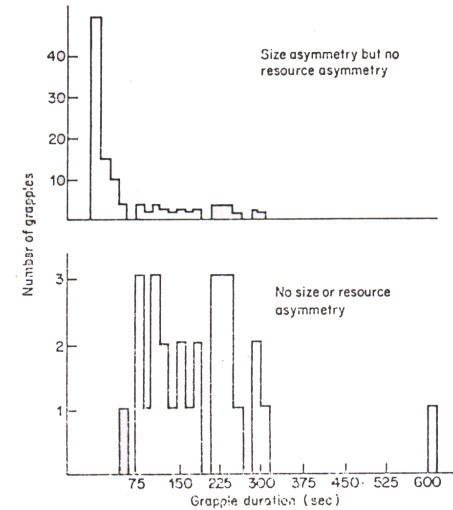 Size asymmetry but no
resource asymmetry
40
30
20
10
Number of grapples
No size or resource
asymmetry
3
2
1
75 150 225 300 375 450 525 600
Grapple duration (sec)